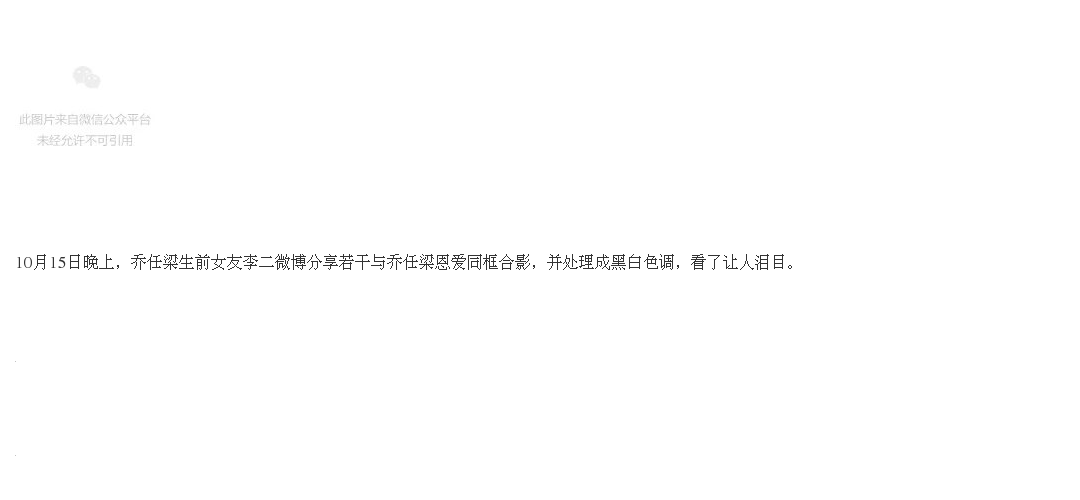 此图片来自微信公众平台
未经允许不可引用
10月15日晚上，乔任梁生前女友李二微博分享若干与乔任梁恩爱同框合影，并处理成黑白色调，看了让人泪目。